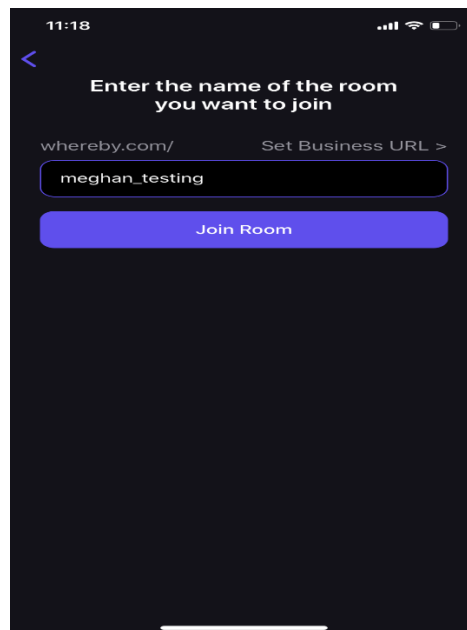 11:18
<
Enter the name of the room
you want to join
whereby.com/ Set Business URL >
meghan_testing
Join Room